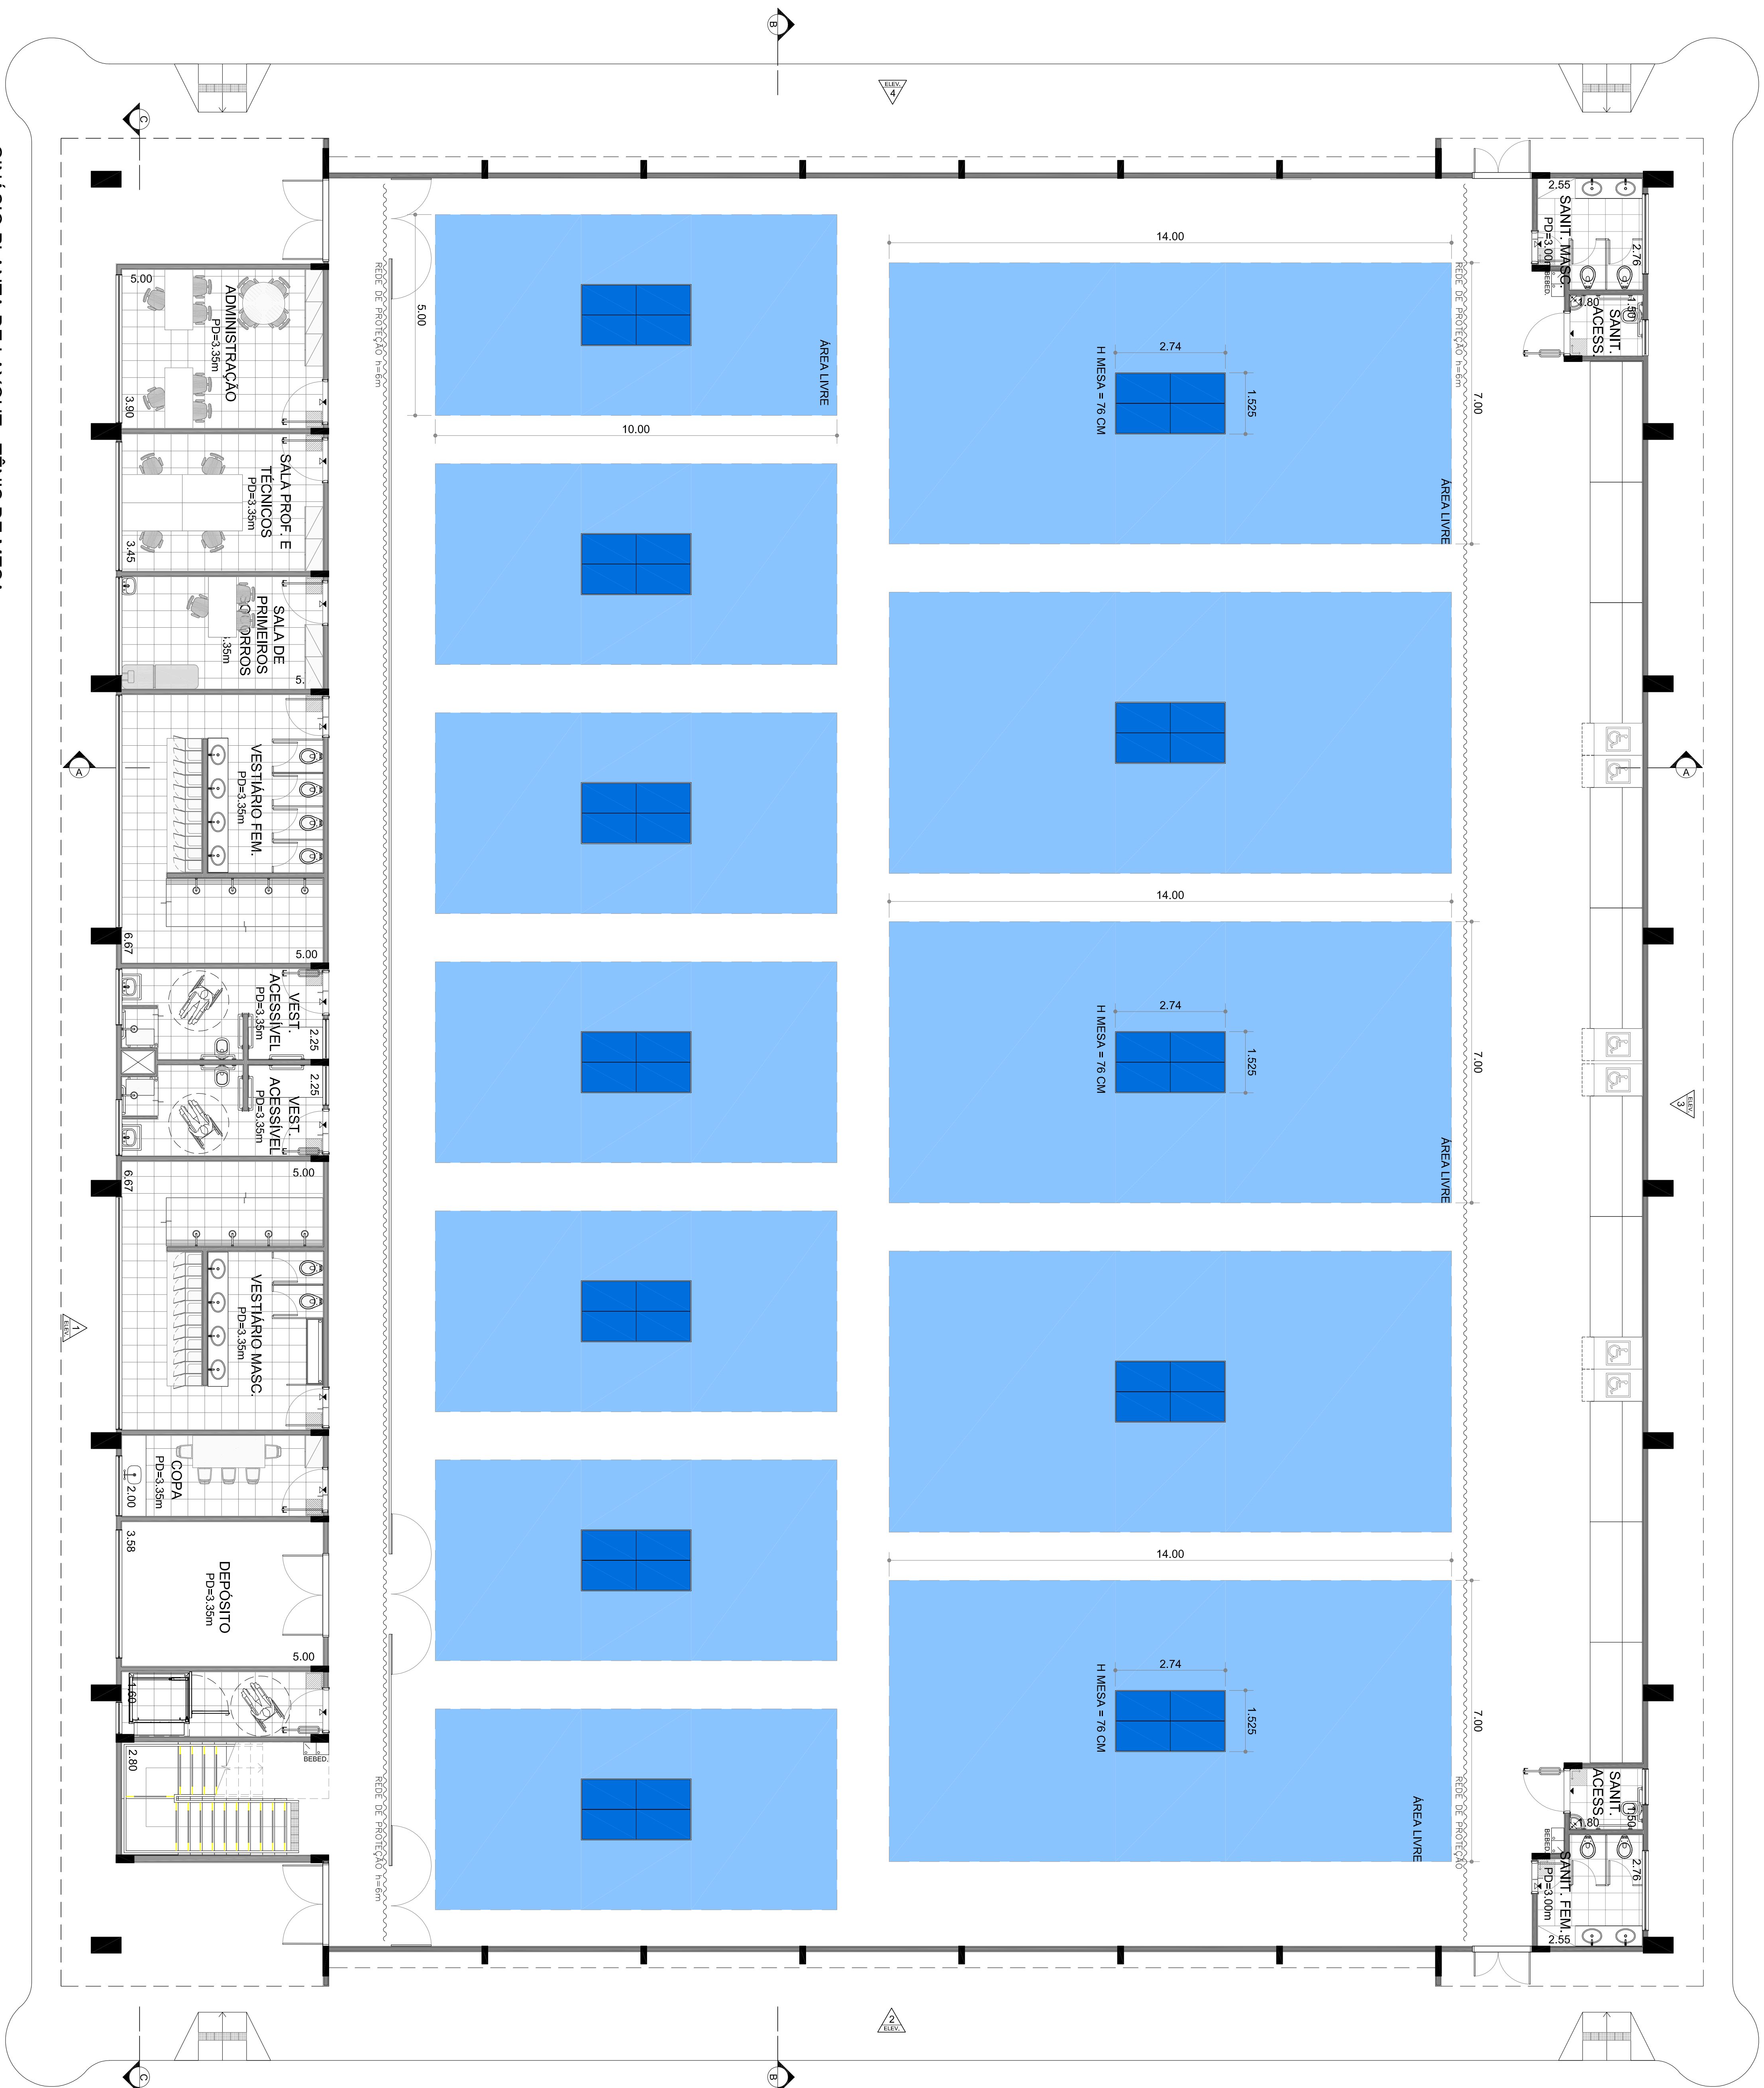 B
ELEV.
4
C
2.55
SANIT. MASC.
PD=3.00m
2.76
BEBED.
1.80
1.50
SANIT.
ACESS.
14.00
REDE DE PROTEÇÃO h=6m
7.00
2.74
1.525
H MESA = 76 CM
ÁREA LIVRE
REDE DE PROTEÇÃO h=6m
5.00
ÁREA LIVRE
10.00
5.00
ADMINISTRAÇÃO
PD=3.35m
3.90
SALA PROF. E
TÉCNICOS
PD=3.35m
3.45
SALA DE
PRIMEIROS
5.
VESTIÁRIO FEM.
PD=3.35m
6.67
5.00
A
A
14.00
7.00
2.74
1.525
H MESA = 76 CM
ÁREA LIVRE
VEST.
ACESSÍVEL
PD=3.35m
2.25
VEST.
ACESSÍVEL
PD=3.35m
2.25
ELEV.
3
5.00
6.67
VESTIÁRIO MASC.
PD=3.35m
1
ELEV.
COPA
PD=3.35m
2.00
3.58
DEPÓSITO
PD=3.35m
5.00
1.60
2.80
BEBED.
14.00
7.00
2.74
1.525
H MESA = 76 CM
ÁREA LIVRE
REDE DE PROTEÇÃO h=6m
REDE DE PROTEÇÃO
SANIT.
ACESS.
1.50
1.80
BEBED.
SANIT. FEM.
PD=3.00m
2.76
2.55
2
ELEV.
C
B